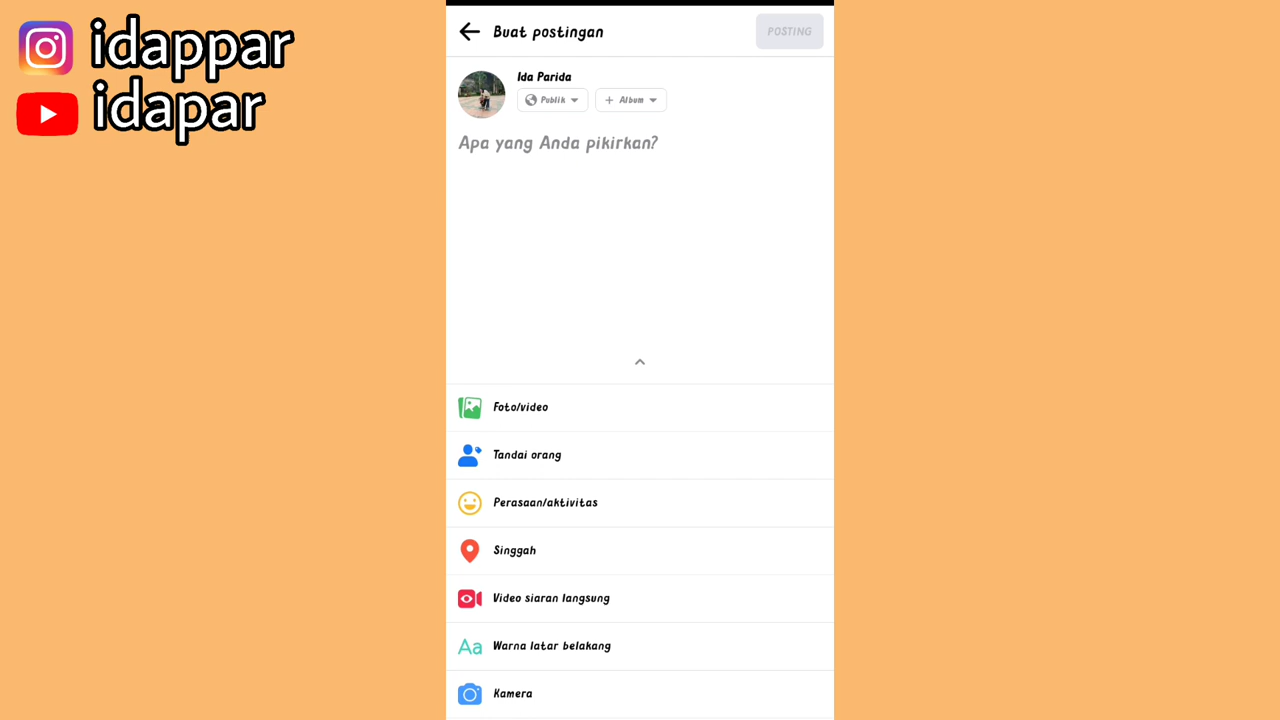 idappar
idapar
Buat postingan
POSTING
Ida Parida
Publik
+ Album
Apa yang Anda pikirkan?
Foto/video
Tandai orang
Perasaan/aktivitas
Singgah
Video siaran langsung
Aa Warna latar belakang
Kamera